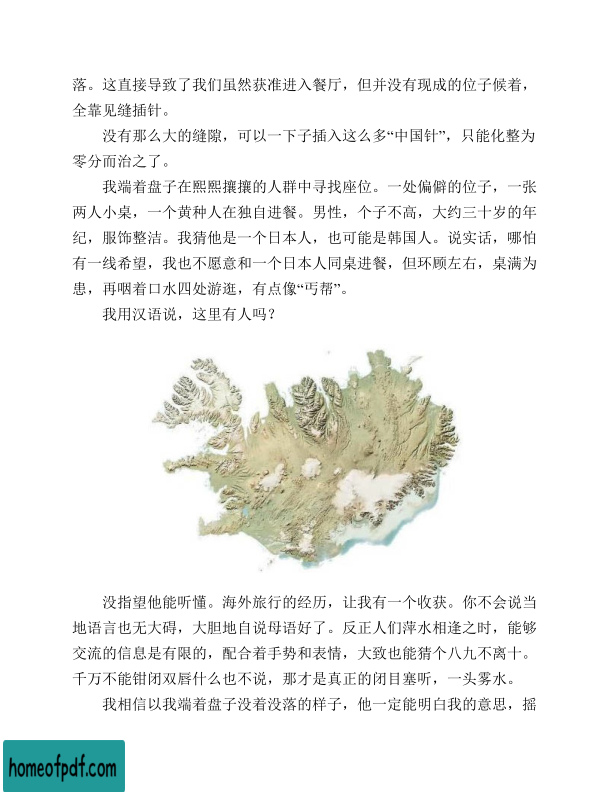 落。这直接导致了我们虽然获准进入餐厅，但并没有现成的位子候着，
全靠见缝插针。
没有那么大的缝隙，可以一下子插入这么多“中国针”，只能化整为
零分而治之了。
我端着盘子在熙熙攘攘的人群中寻找座位。一处偏僻的位子，一张
两人小桌，一个黄种人在独自进餐。男性，个子不高，大约三十岁的年
纪，服饰整洁。我猜他是一个日本人，也可能是韩国人。说实话，哪怕
有一线希望，我也不愿意和一个日本人同桌进餐，但环顾左右，桌满为
患，再咽着口水四处游逛，有点像“丐帮”。
我用汉语说，这里有人吗？
没指望他能听懂。海外旅行的经历，让我有一个收获。你不会说当
地语言也无大碍，大胆地自说母语好了。反正人们萍水相逢之时，能够
交流的信息是有限的，配合着手势和表情，大致也能猜个八九不离十。
千万不能钳闭双唇什么也不说，那才是真正的闭目塞听，一头雾水。
我相信以我端着盘子没着没落的样子，他一定能明白我的意思，摇
homeofpdf.com